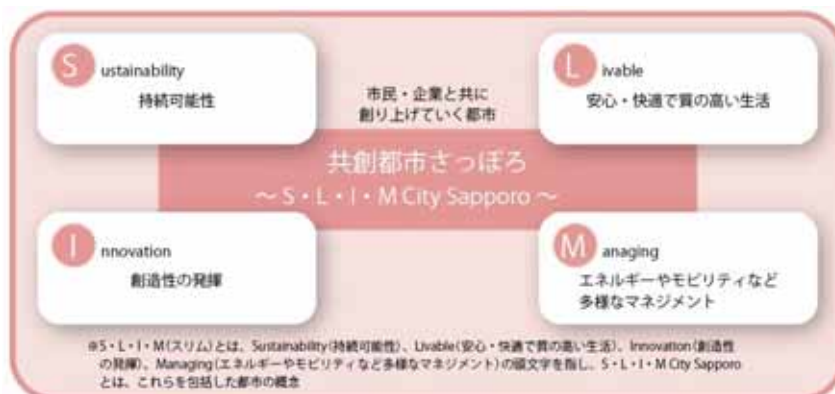 Sustainability
持続可能性
Livable
安心・快適で質の高い生活
市民・企業と共に
創り上げていく都市
共創都市さっぽろ
～ S・L・I・M City Sapporo ～
Innovation
創造性の発揮
Managing
エネルギーやモビリティなど
多様なマネジメント
※S・L・I・M(スリム)とは、Sustainability(持続可能性)、Livable(安心・快適で質の高い生活)、Innovation(創造性
の発揮)、Managing(エネルギーやモビリティなど多様なマネジメント)の頭文字を指し、S・L・I・M City Sapporo
とは、これらを包括した都市の概念